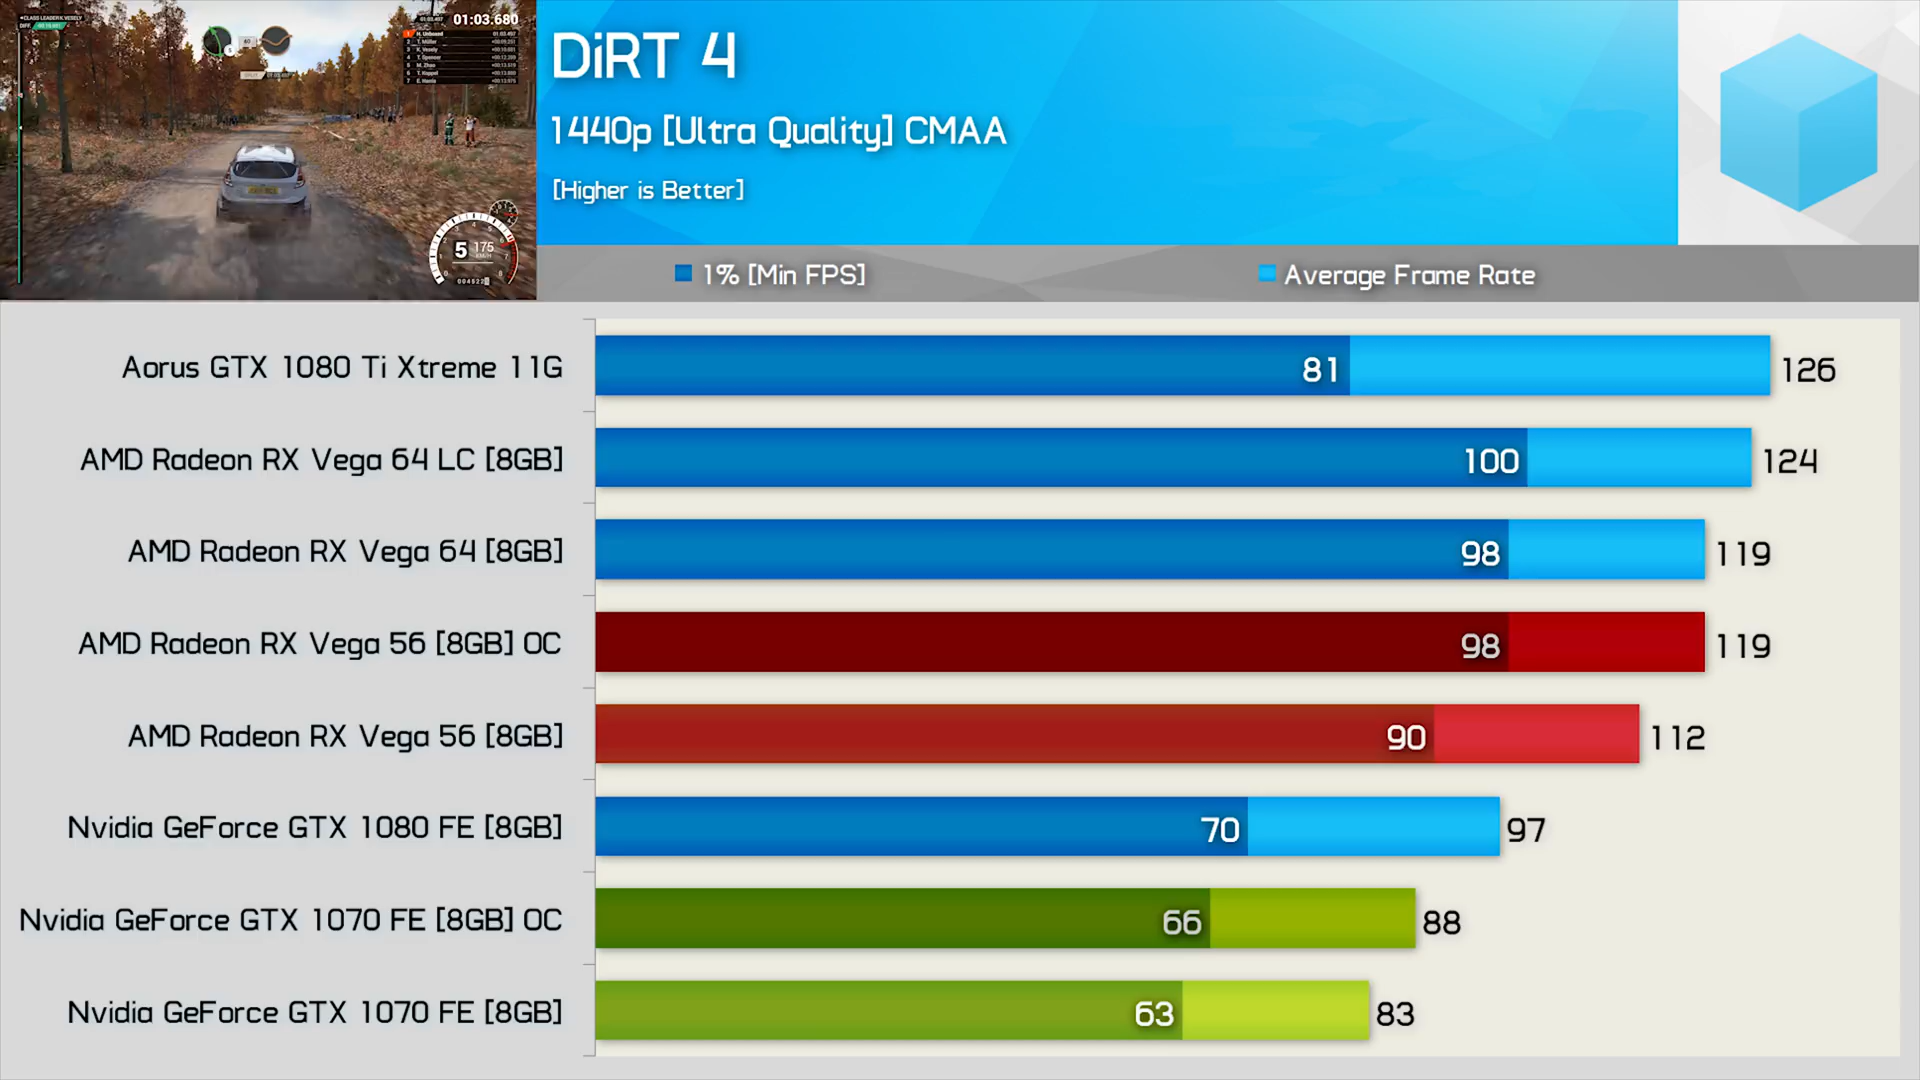 CLASS LEADER K. VESELY
01:03.680
DiRT 4
1440p [Ultra Quality] CMAA
[Higher is Better]
60
5 175
1% [Min FPS]
Average Frame Rate
Aorus GTX 1080 Ti Xtreme 11G
81
126
AMD Radeon RX Vega 64 LC [8GB]
100
124
AMD Radeon RX Vega 64 [8GB]
98
119
AMD Radeon RX Vega 56 [8GB] OC
98
119
AMD Radeon RX Vega 56 [8GB]
90
112
Nvidia GeForce GTX 1080 FE [8GB]
70
97
Nvidia GeForce GTX 1070 FE [8GB] OC
66
88
Nvidia GeForce GTX 1070 FE [8GB]
63
83